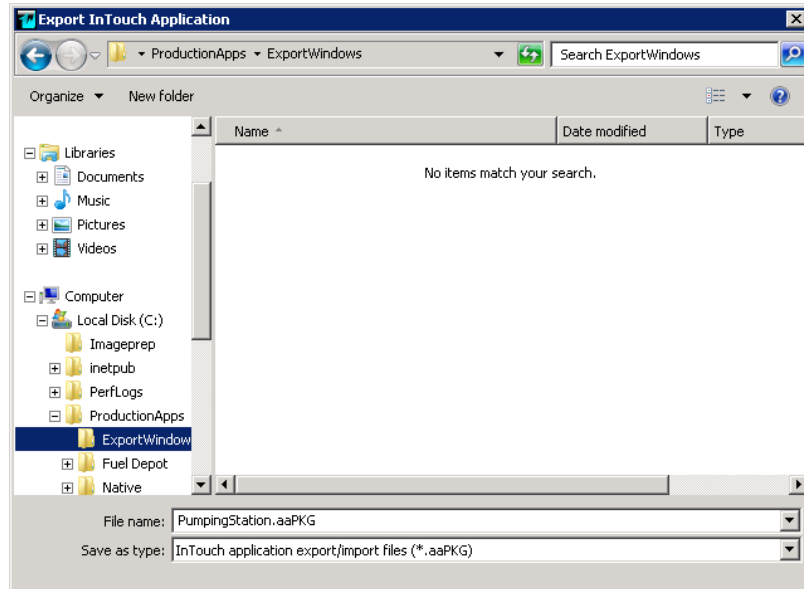 Export InTouch Application
ProductionApps ExportWindows
Search ExportWindows
Organize New folder
Name Date modified Type
No items match your search.
Libraries
Documents
Music
Pictures
Videos
Computer
Local Disk (C:)
Imageprep
inetpub
PerfLogs
ProductionApps
ExportWindow
Fuel Depot
Native
File name: PumpingStation.aaPKG
Save as type: InTouch application export/import files (*.aaPKG)